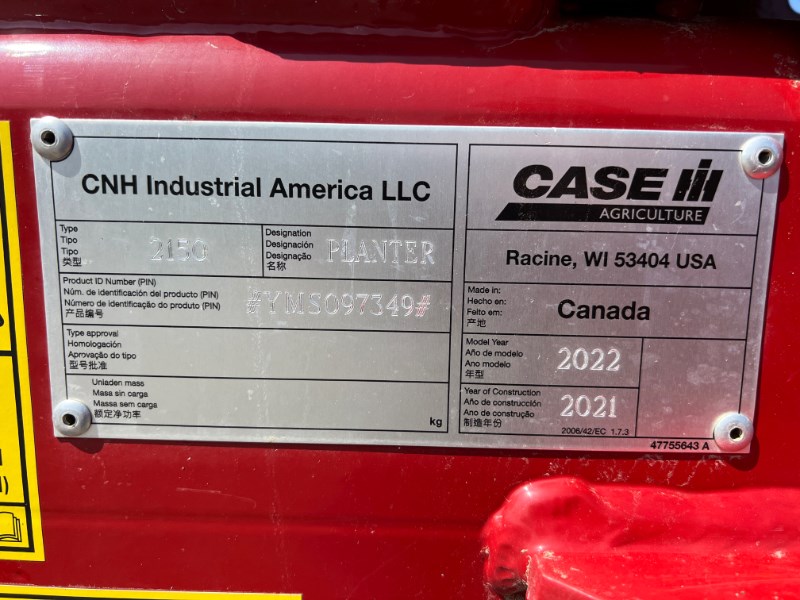 CNH Industrial America LLC
Type
Tipo
Tipo
类型
2150
Designation
Designación
Designação
名称
PLANTER
Product ID Number (PIN)
Núm. de identificación del producto (PIN)
Número de identificação do produto (PIN)
产品编号
#YMS097349#
Type approval
Homologación
Aprovação do tipo
型号批准
Unladen mass
Masa sin carga
Massa sem carga
额定净功率
kg
CASE IH
AGRICULTURE
Racine, WI 53404 USA
Made in:
Hecho en:
Feito em:
产地
Canada
Model Year
Año de modelo
Ano modelo
年型
2022
Year of Construction
Año de construcción
Ano de construção
制造年份
2021
2006/42/EC 1.7.3
47755643 A